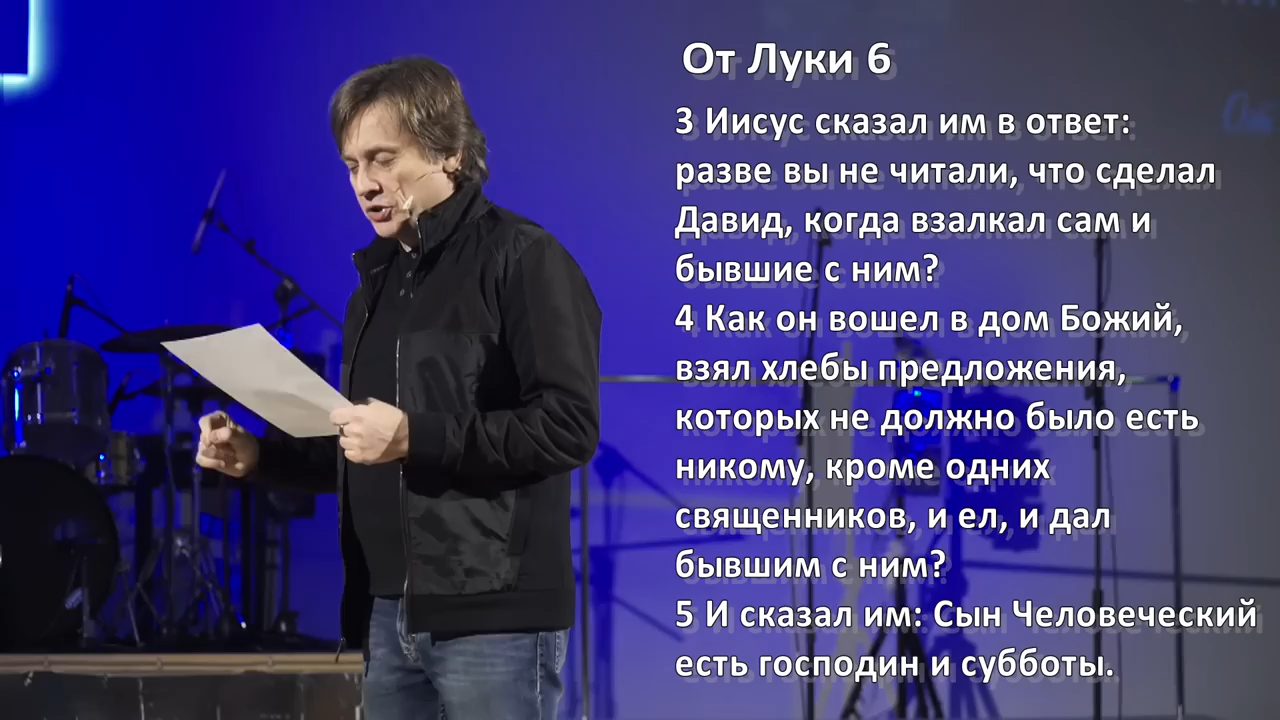 От Луки 6
3 Иисус сказал им в ответ:
разве вы не читали, что сделал
Давид, когда взалкал сам и
бывшие с ним?
4 Как он вошел в дом Божий,
взял хлебы предложения,
которых не должно было есть
никому, кроме одних
священников, и ел, и дал
бывшим с ним?
5 И сказал им: Сын Человеческий
есть господин и субботы.